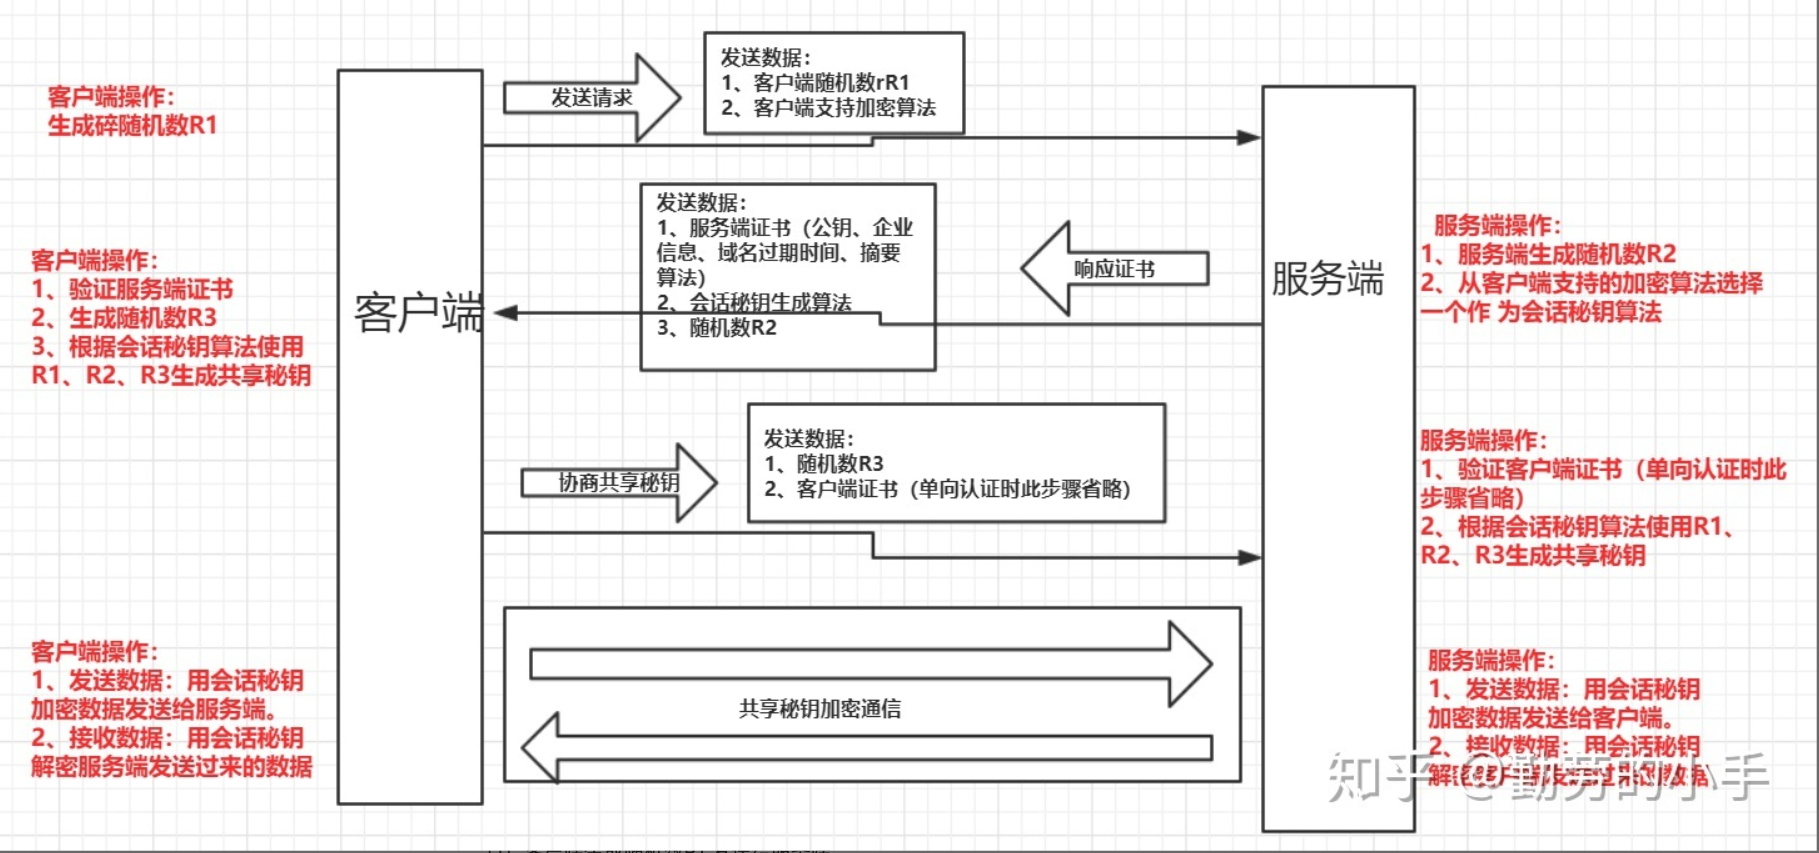 客户端操作：
生成碎随机数R1
发送请求
发送数据：
1、客户端随机数rR1
2、客户端支持加密算法
客户端
服务端
发送数据：
1、服务端证书（公钥、企业
信息、域名过期时间、摘要
算法）
2、会话秘钥生成算法
3、随机数R2
响应证书
服务端操作：
1、服务端生成随机数R2
2、从客户端支持的加密算法选择
一个作 为会话秘钥算法
客户端操作：
1、验证服务端证书
2、生成随机数R3
3、根据会话秘钥算法使用
R1、R2、R3生成共享秘钥
协商共享秘钥
发送数据：
1、随机数R3
2、客户端证书（单向认证时此步骤省略）
服务端操作：
1、验证客户端证书（单向认证时此
步骤省略）
2、根据会话秘钥算法使用R1、
R2、R3生成共享秘钥
客户端操作：
1、发送数据：用会话秘钥
加密数据发送给服务端。
2、接收数据：用会话秘钥
解密服务端发送过来的数据
共享秘钥加密通信
服务端操作：
1、发送数据：用会话秘钥
加密数据发送给客户端。
2、接收数据：用会话秘钥
解密客户端发送过来的数据
知乎 @勤劳的小手